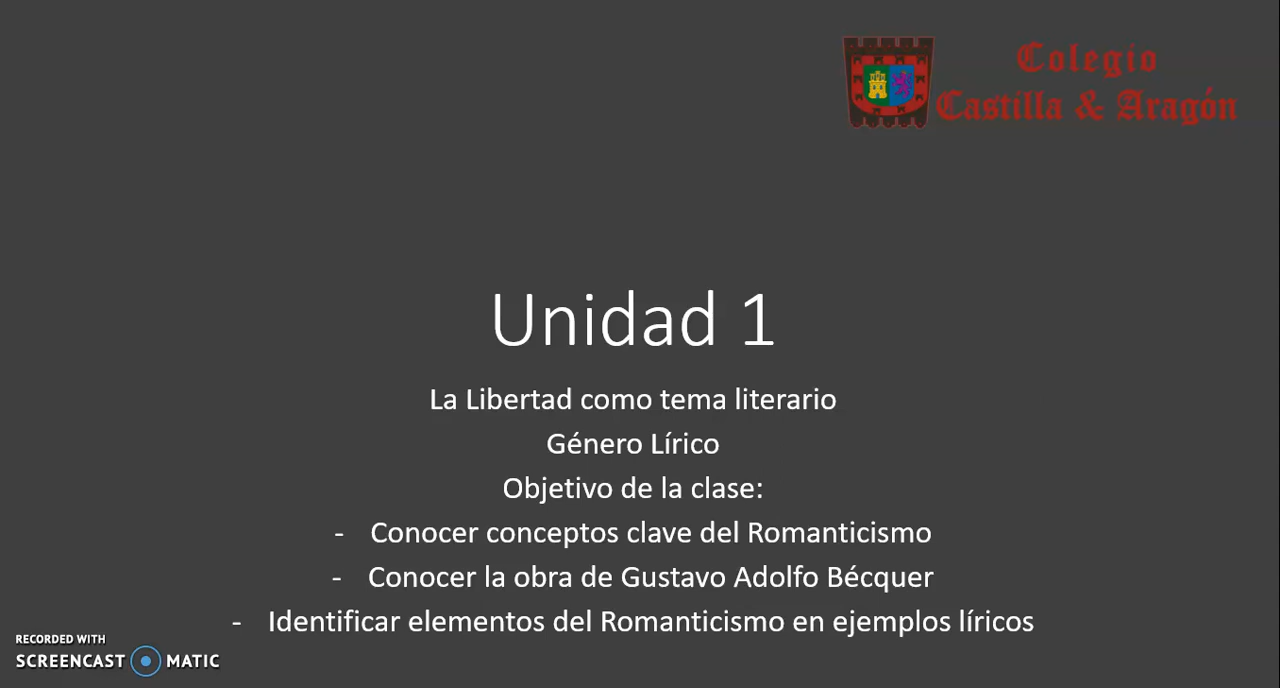 Colegio
Castilla & Aragón
Unidad 1
La Libertad como tema literario
Género Lírico
Objetivo de la clase:
- Conocer conceptos clave del Romanticismo
- Conocer la obra de Gustavo Adolfo Bécquer
- Identificar elementos del Romanticismo en ejemplos líricos
RECORDED WITH
SCREENCAST MATIC